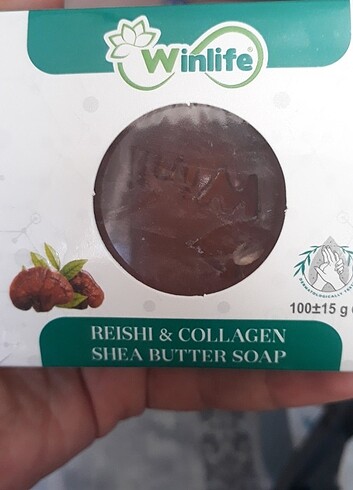 Winlife®
100±15 g
REISHI & COLLAGEN
SHEA BUTTER SOAP